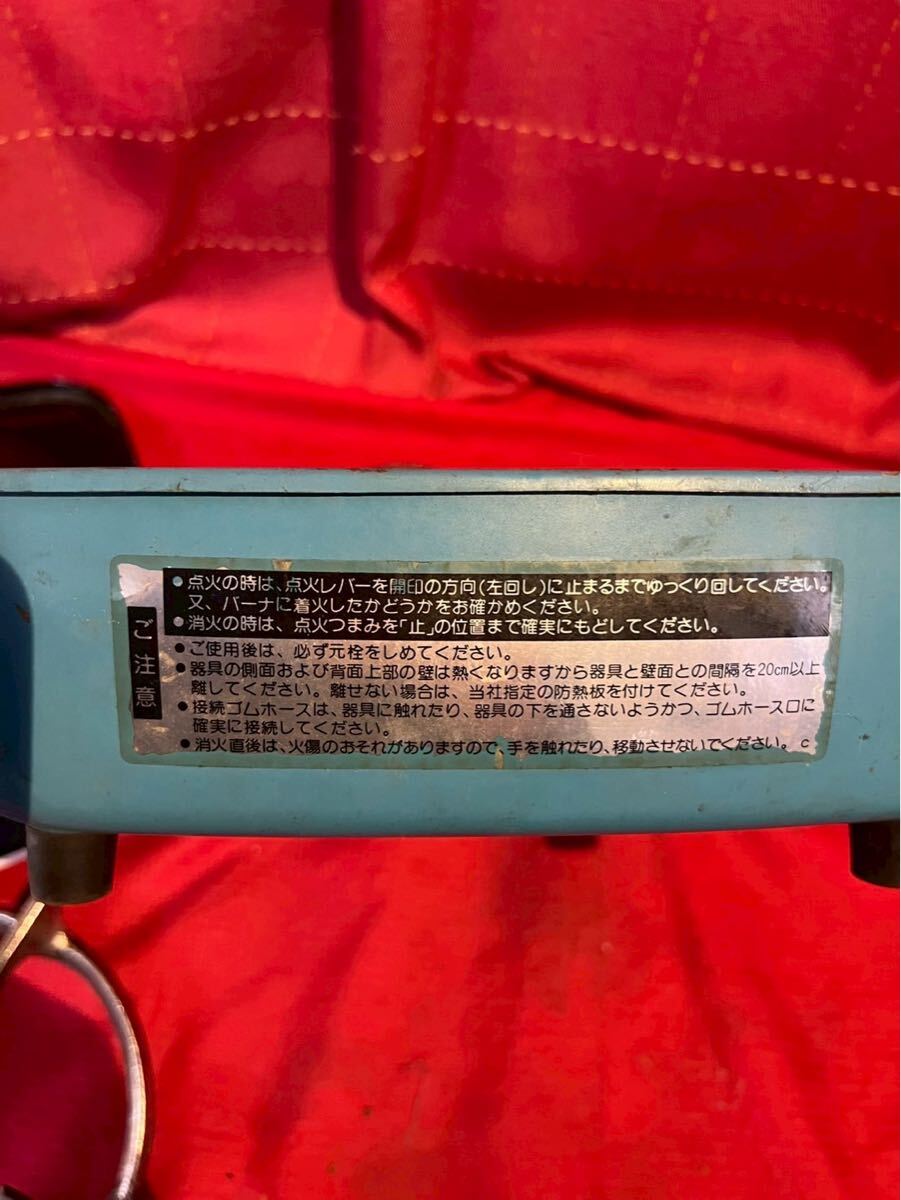 ご注意
● 点火の時は、点火レバーを開印の方向(左回し)に止まるまでゆっくり回してください。
又、バーナに着火したかどうかをお確かめください。
● 消火の時は、点火つまみを「止」の位置まで確実にもどしてください。
● ご使用後は、必ず元栓をしめてください。
● 器具の側面および背面上部の壁は熱くなりますから器具と壁面との間隔を20cm以上
離してください。離せない場合は、当社指定の防熱板を付けてください。
● 接続ゴムホースは、器具に触れたり、器具の下を通さないようかつ、ゴムホース口に
確実に接続してください。
● 消火直後は、火傷のおそれがありますので、手を触れたり、移動させないでください。 C